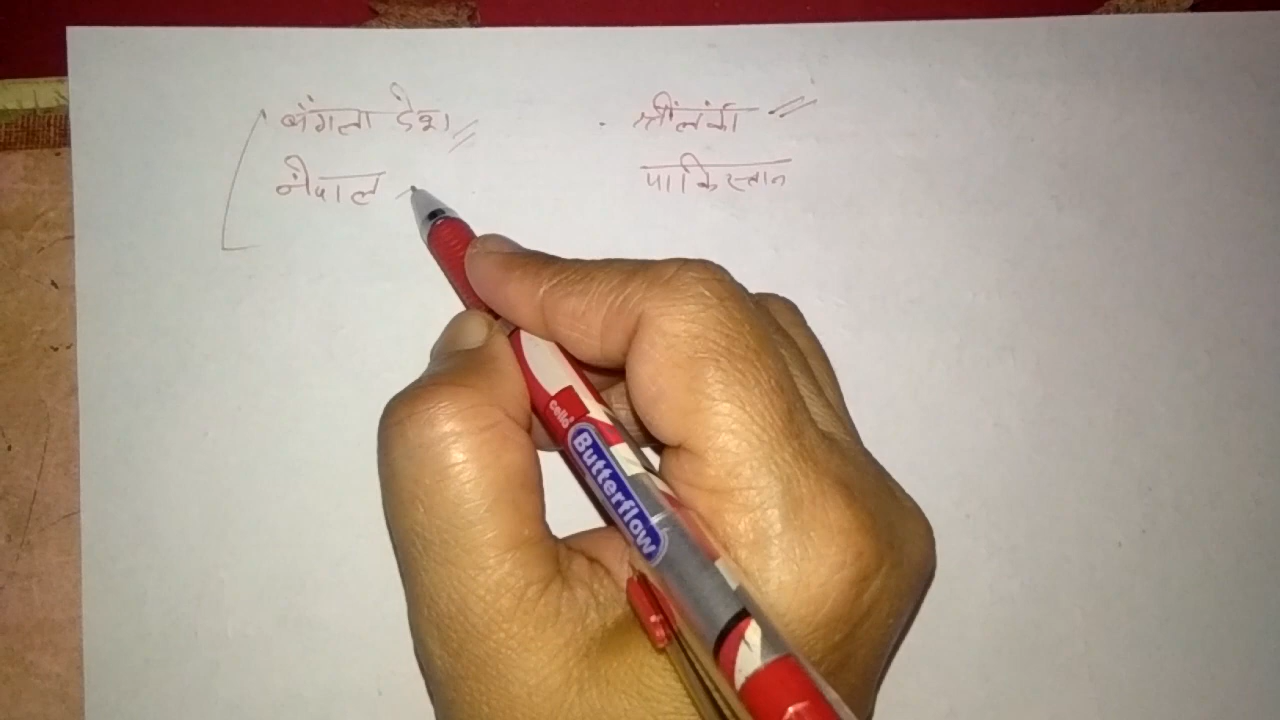 बंगला देश
नेपाल
श्रीलंका
पाकिस्तान
cello
Butterflow